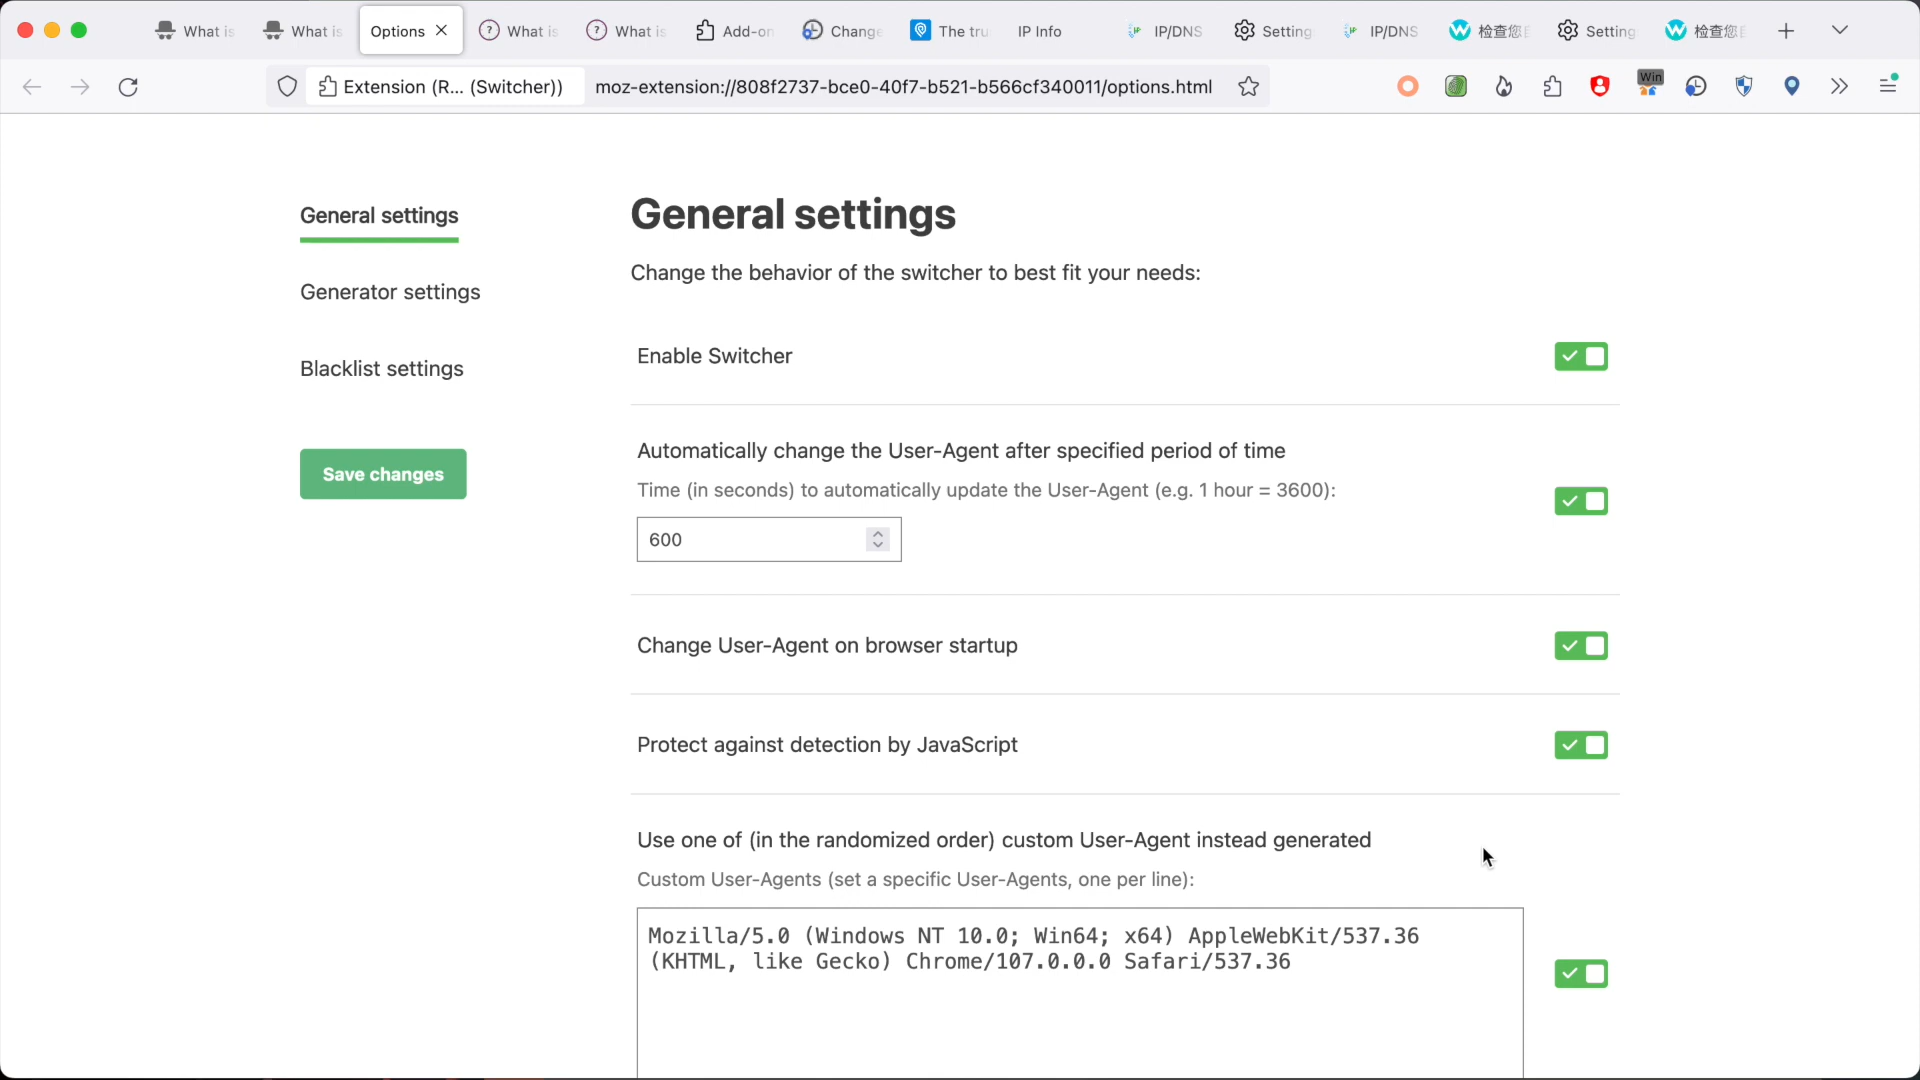 What is
What is
Options
What is
What is
Add-on
Change
The tru
IP Info
IP/DNS
Setting
IP/DNS
检查您
Setting
检查您
Extension (R... (Switcher))
moz-extension://808f2737-bce0-40f7-b521-b566cf340011/options.html
Win
General settings
Generator settings
Blacklist settings
Save changes
General settings
Change the behavior of the switcher to best fit your needs:
Enable Switcher
Automatically change the User-Agent after specified period of time
Time (in seconds) to automatically update the User-Agent (e.g. 1 hour = 3600):
600
Change User-Agent on browser startup
Protect against detection by JavaScript
Use one of (in the randomized order) custom User-Agent instead generated
Custom User-Agents (set a specific User-Agents, one per line):
Mozilla/5.0 (Windows NT 10.0; Win64; x64) AppleWebKit/537.36
(KHTML, like Gecko) Chrome/107.0.0.0 Safari/537.36